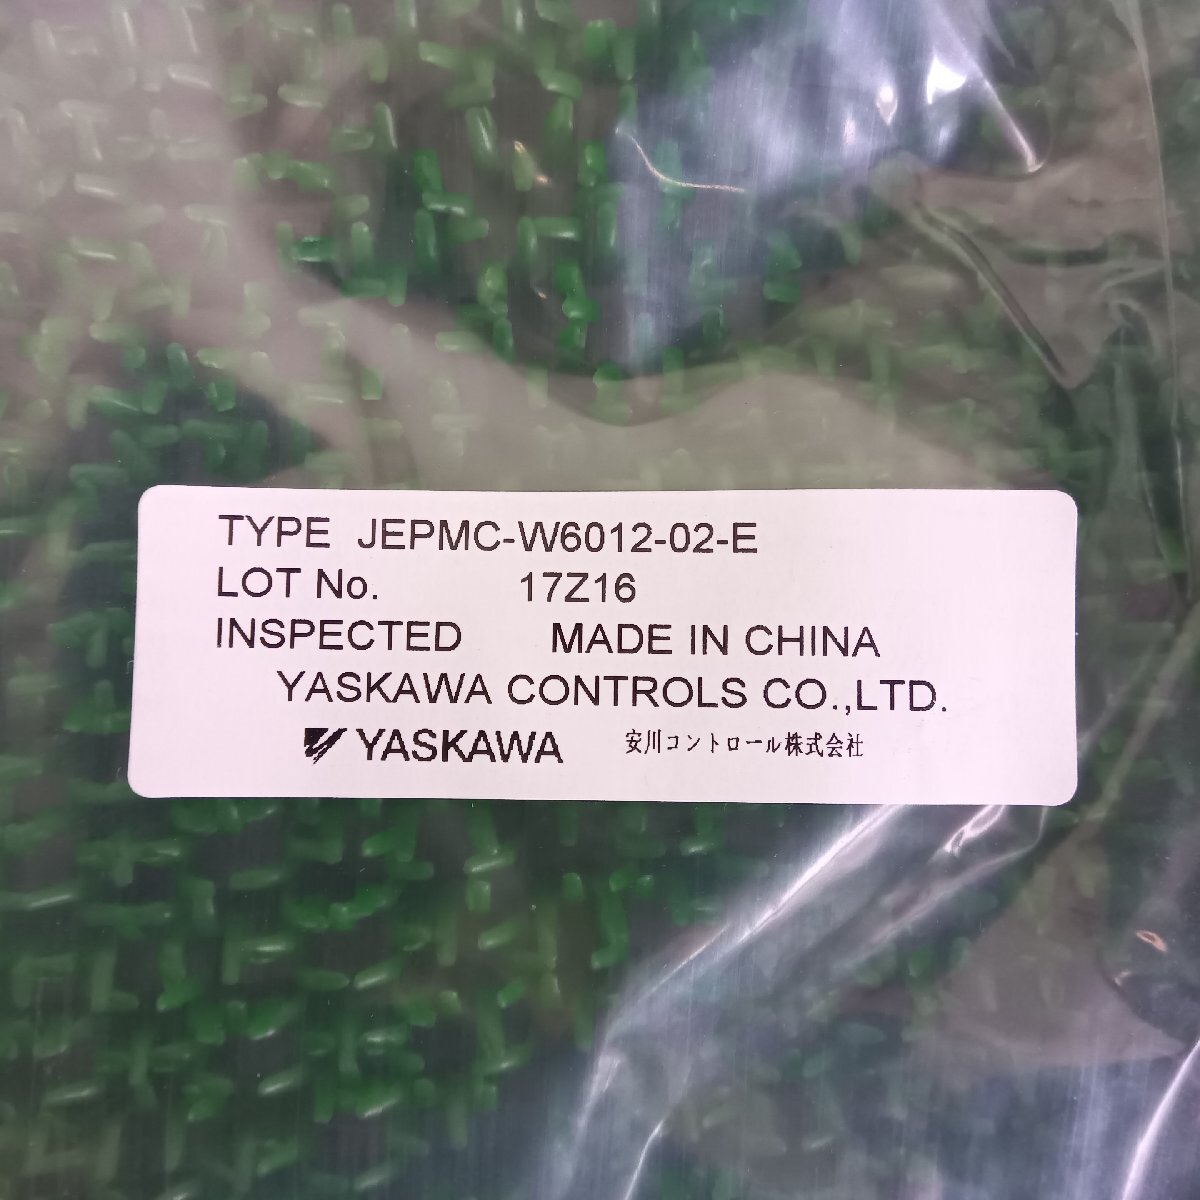 TYPE JEPMC-W6012-02-E
LOT No. 17Z16
INSPECTED MADE IN CHINA
YASKAWA CONTROLS CO.,LTD.
YASKAWA 安川コントロール株式会社